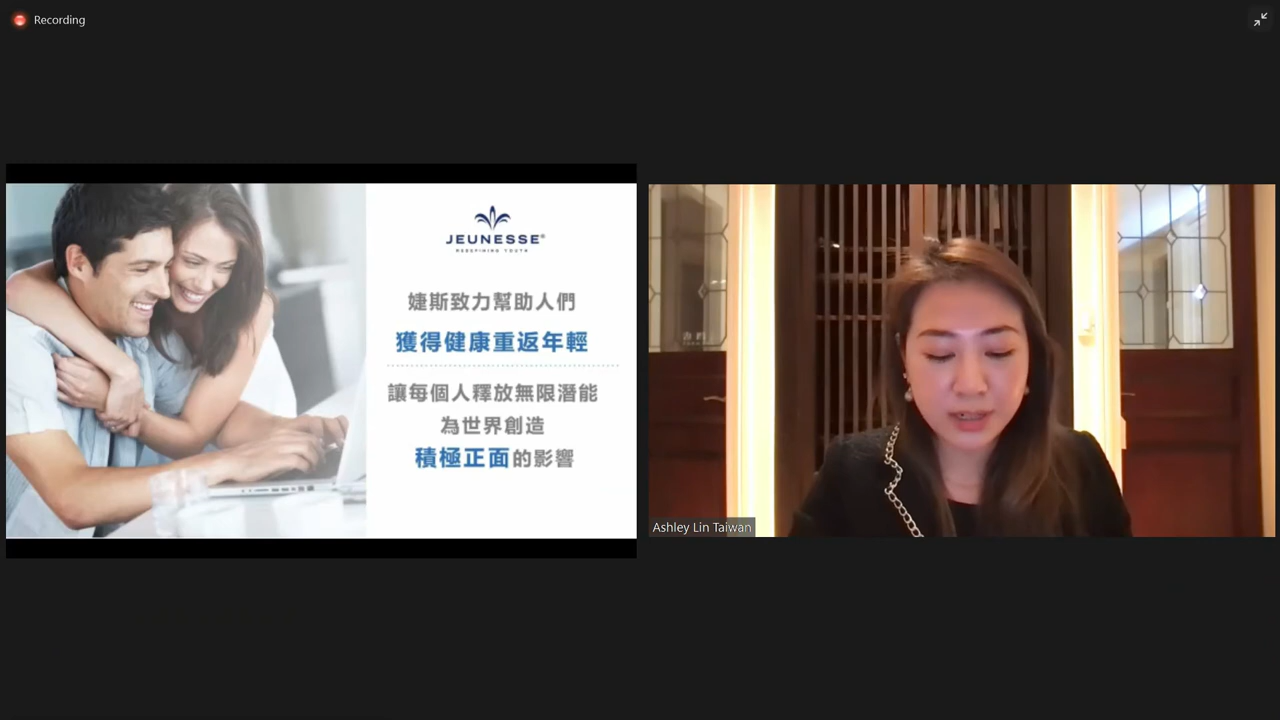 Recording
JEUNESSE®
REDEFINING YOUTH
婕斯致力幫助人們
獲得健康重返年輕
讓每個人釋放無限潛能
為世界創造
積極正面的影響
Ashley Lin Taiwan